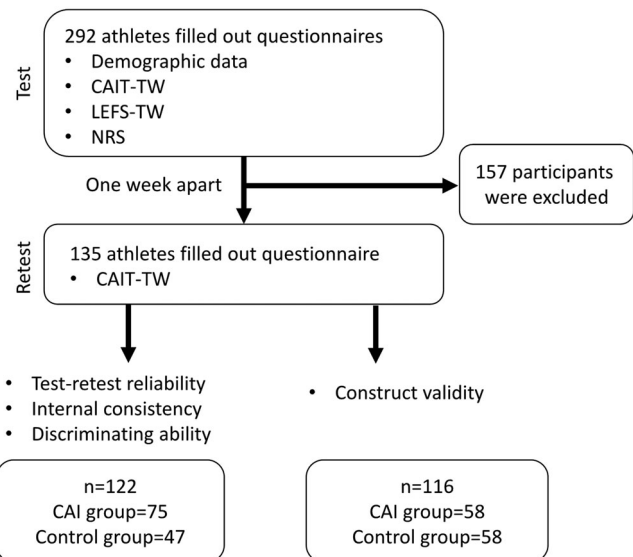 Test
292 athletes filled out questionnaires
• Demographic data
• CAIT-TW
• LEFS-TW
• NRS
One week apart
157 participants
were excluded
Retest
135 athletes filled out questionnaire
• CAIT-TW
• Test-retest reliability
• Internal consistency
• Discriminating ability
• Construct validity
n=122
CAI group=75
Control group=47
n=116
CAI group=58
Control group=58